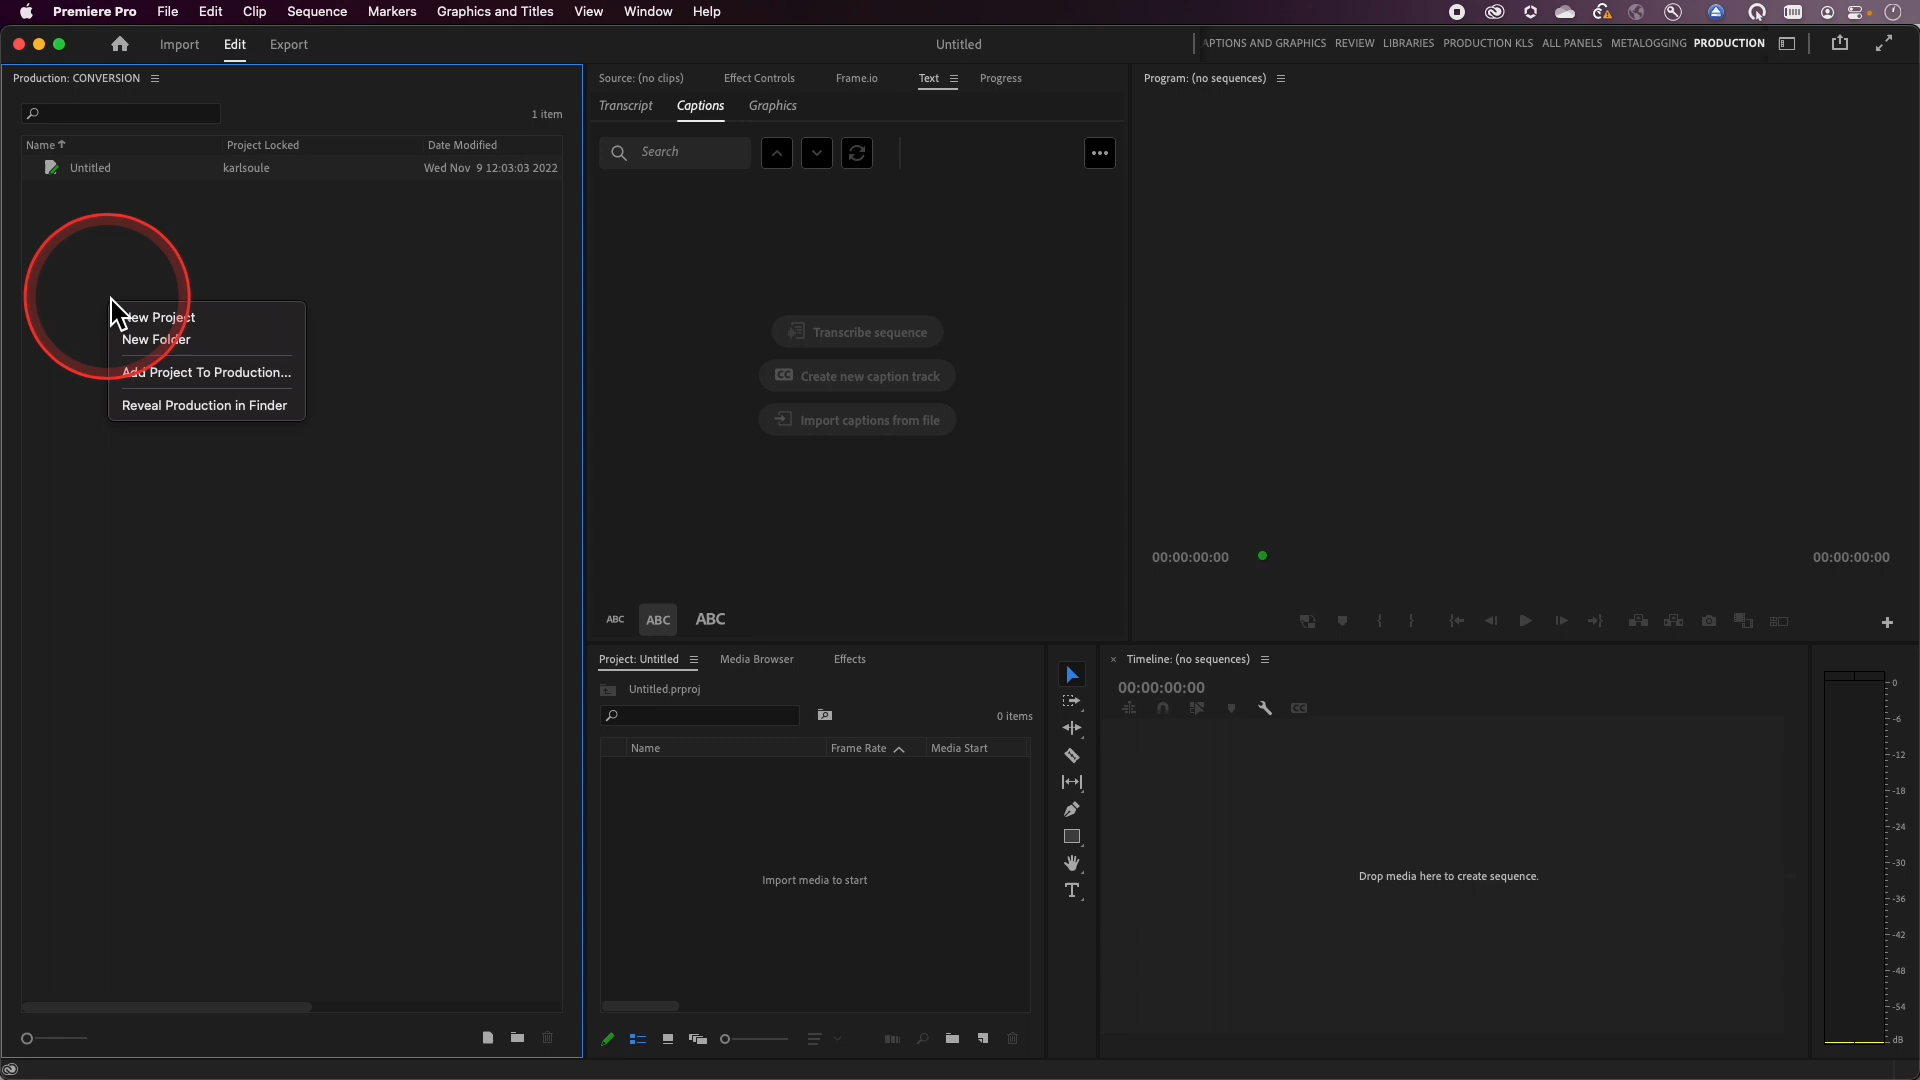 Premiere Pro File Edit Clip Sequence Markers Graphics and Titles View Window Help
Import Edit Export
Untitled
APTIONS AND GRAPHICS REVIEW LIBRARIES PRODUCTION KLS ALL PANELS METALOGGING PRODUCTION
Production: CONVERSION
1 item
Name Project Locked Date Modified
Untitled karlsoule Wed Nov 9 12:03:03 2022
ew Project
New Folder
Add Project To Production...
Reveal Production in Finder
Source: (no clips) Effect Controls Frame.io Text Progress
Transcript Captions Graphics
Search
Transcribe sequence
CC Create new caption track
Import captions from file
ABC ABC ABC
Program: (no sequences)
00:00:00:00 00:00:00:00
Project: Untitled Media Browser Effects
Untitled.prproj
0 items
Name Frame Rate Media Start
Import media to start
T
× Timeline: (no sequences)
00:00:00:00
CC
Drop media here to create sequence.
0
-6
-12
-18
-24
-30
-36
-42
-48
-54
dB